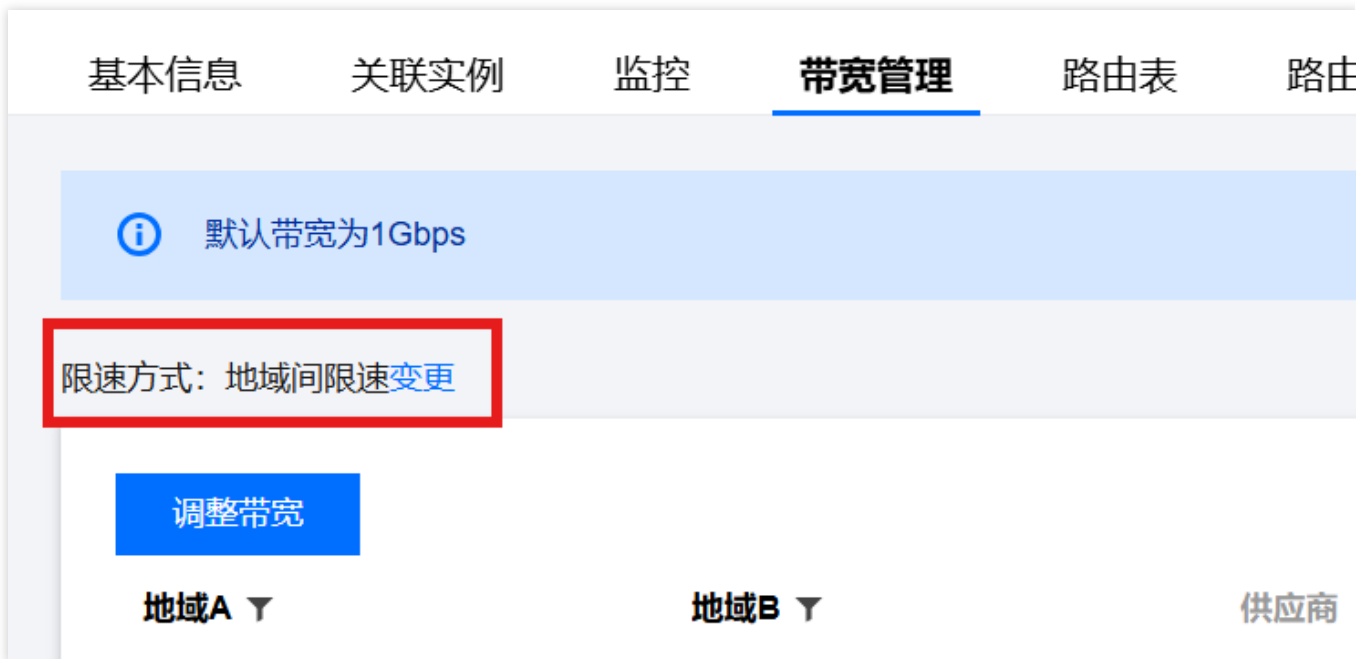 基本信息 关联实例 监控 带宽管理 路由表 路由
默认带宽为1Gbps
限速方式：地域间限速变更
调整带宽
地域A 地域B 供应商